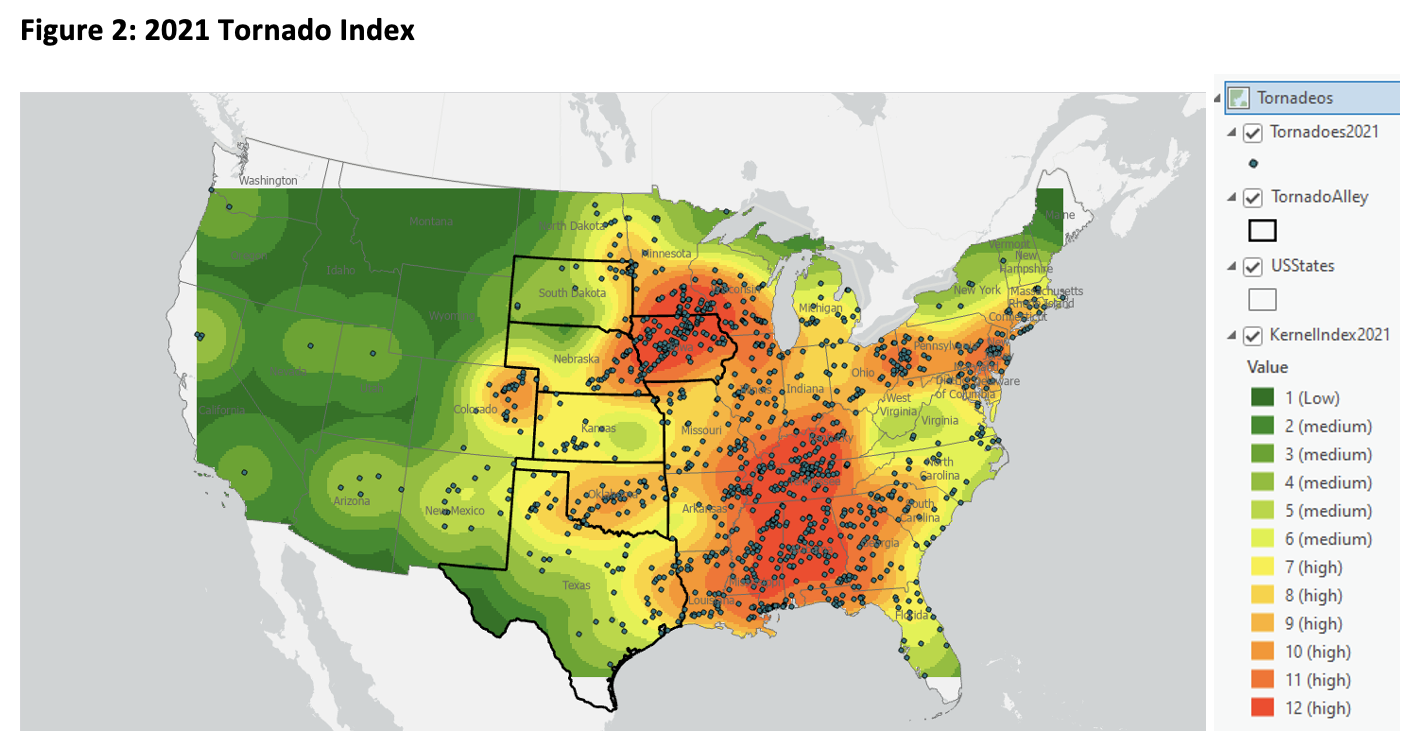 Figure 2: 2021 Tornado Index
Washington
Montana
North Dakota
Minnesota
Maine
Vermont
New
Hampshire
Oregon
Idaho
South Dakota
Wisconsin
Michigan
New York
Massachusetts
Rhode Island
Connecticut
Wyoming
Nebraska
Iowa
Pennsylvania
New
Jersey
Nevada
Utah
Colorado
Kansas
Missouri
Illinois
Indiana
Ohio
West
Virginia
Virginia
Delaware
of Columbia
California
Kentucky
Arizona
New Mexico
Oklahoma
Arkansas
North
Carolina
South
Carolina
Georgia
Texas
Louisiana
Mississippi
Florida
Tornadeos
Tornadoes2021
TornadoAlley
USStates
KernelIndex2021
Value
1 (Low)
2 (medium)
3 (medium)
4 (medium)
5 (medium)
6 (medium)
7 (high)
8 (high)
9 (high)
10 (high)
11 (high)
12 (high)